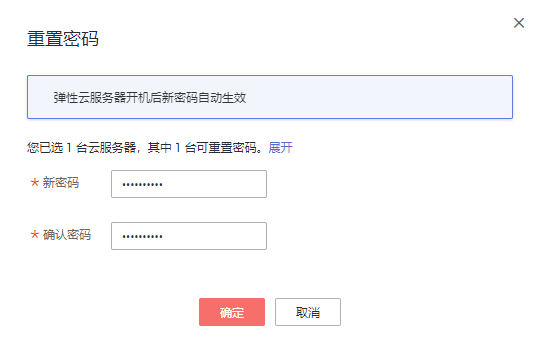 重置密码
弹性云服务器开机后新密码自动生效
您已选 1 台云服务器，其中 1 台可重置密码。展开
* 新密码 ••••••••••
* 确认密码 ••••••••••
确定 取消